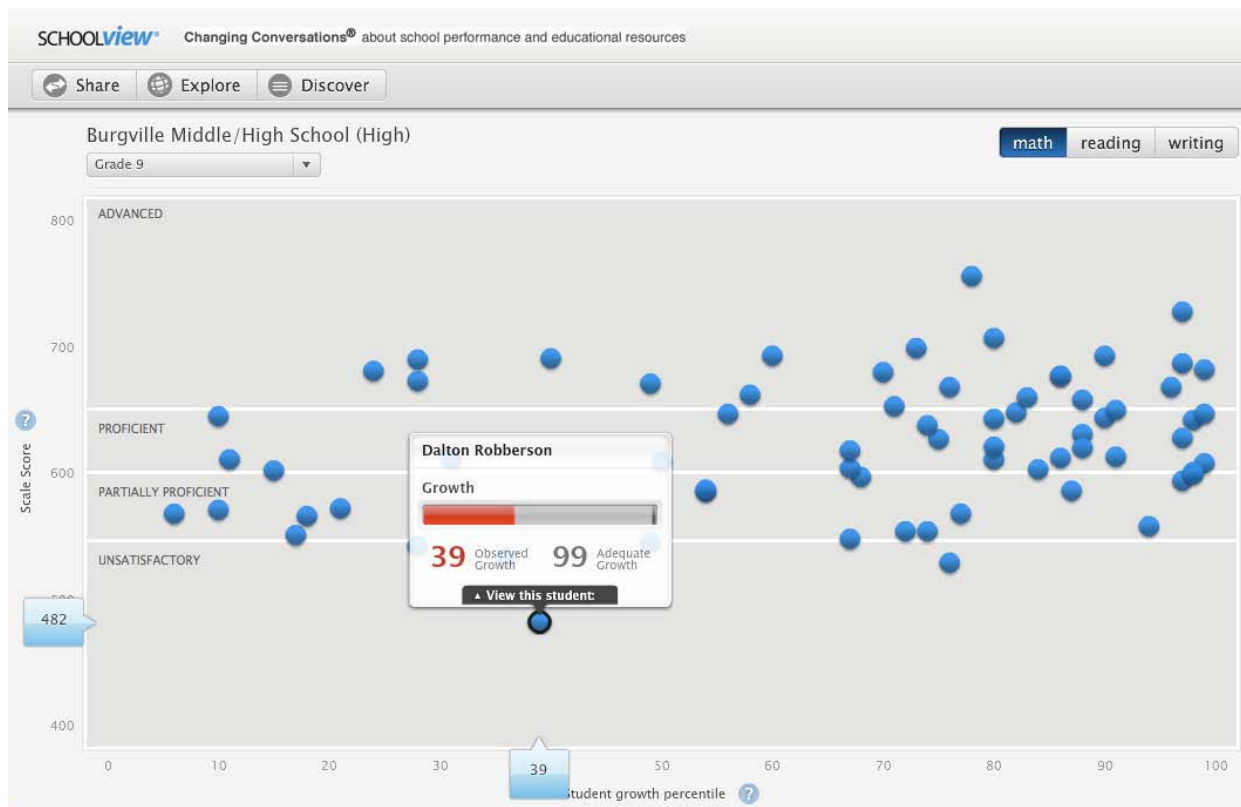 SCHOOLVIEW® Changing Conversations® about school performance and educational resources
Share Explore Discover
Burgville Middle/High School (High)
Grade 9
math reading writing
800
ADVANCED
700
?
Scale Score
PROFICIENT
600
PARTIALLY PROFICIENT
UNSATISFACTORY
500
482
400
Dalton Robberson
Growth
39 Observed Growth 99 Adequate Growth
▲ View this student:
0 10 20 30 39 50 60 70 80 90 100
Student growth percentile ?